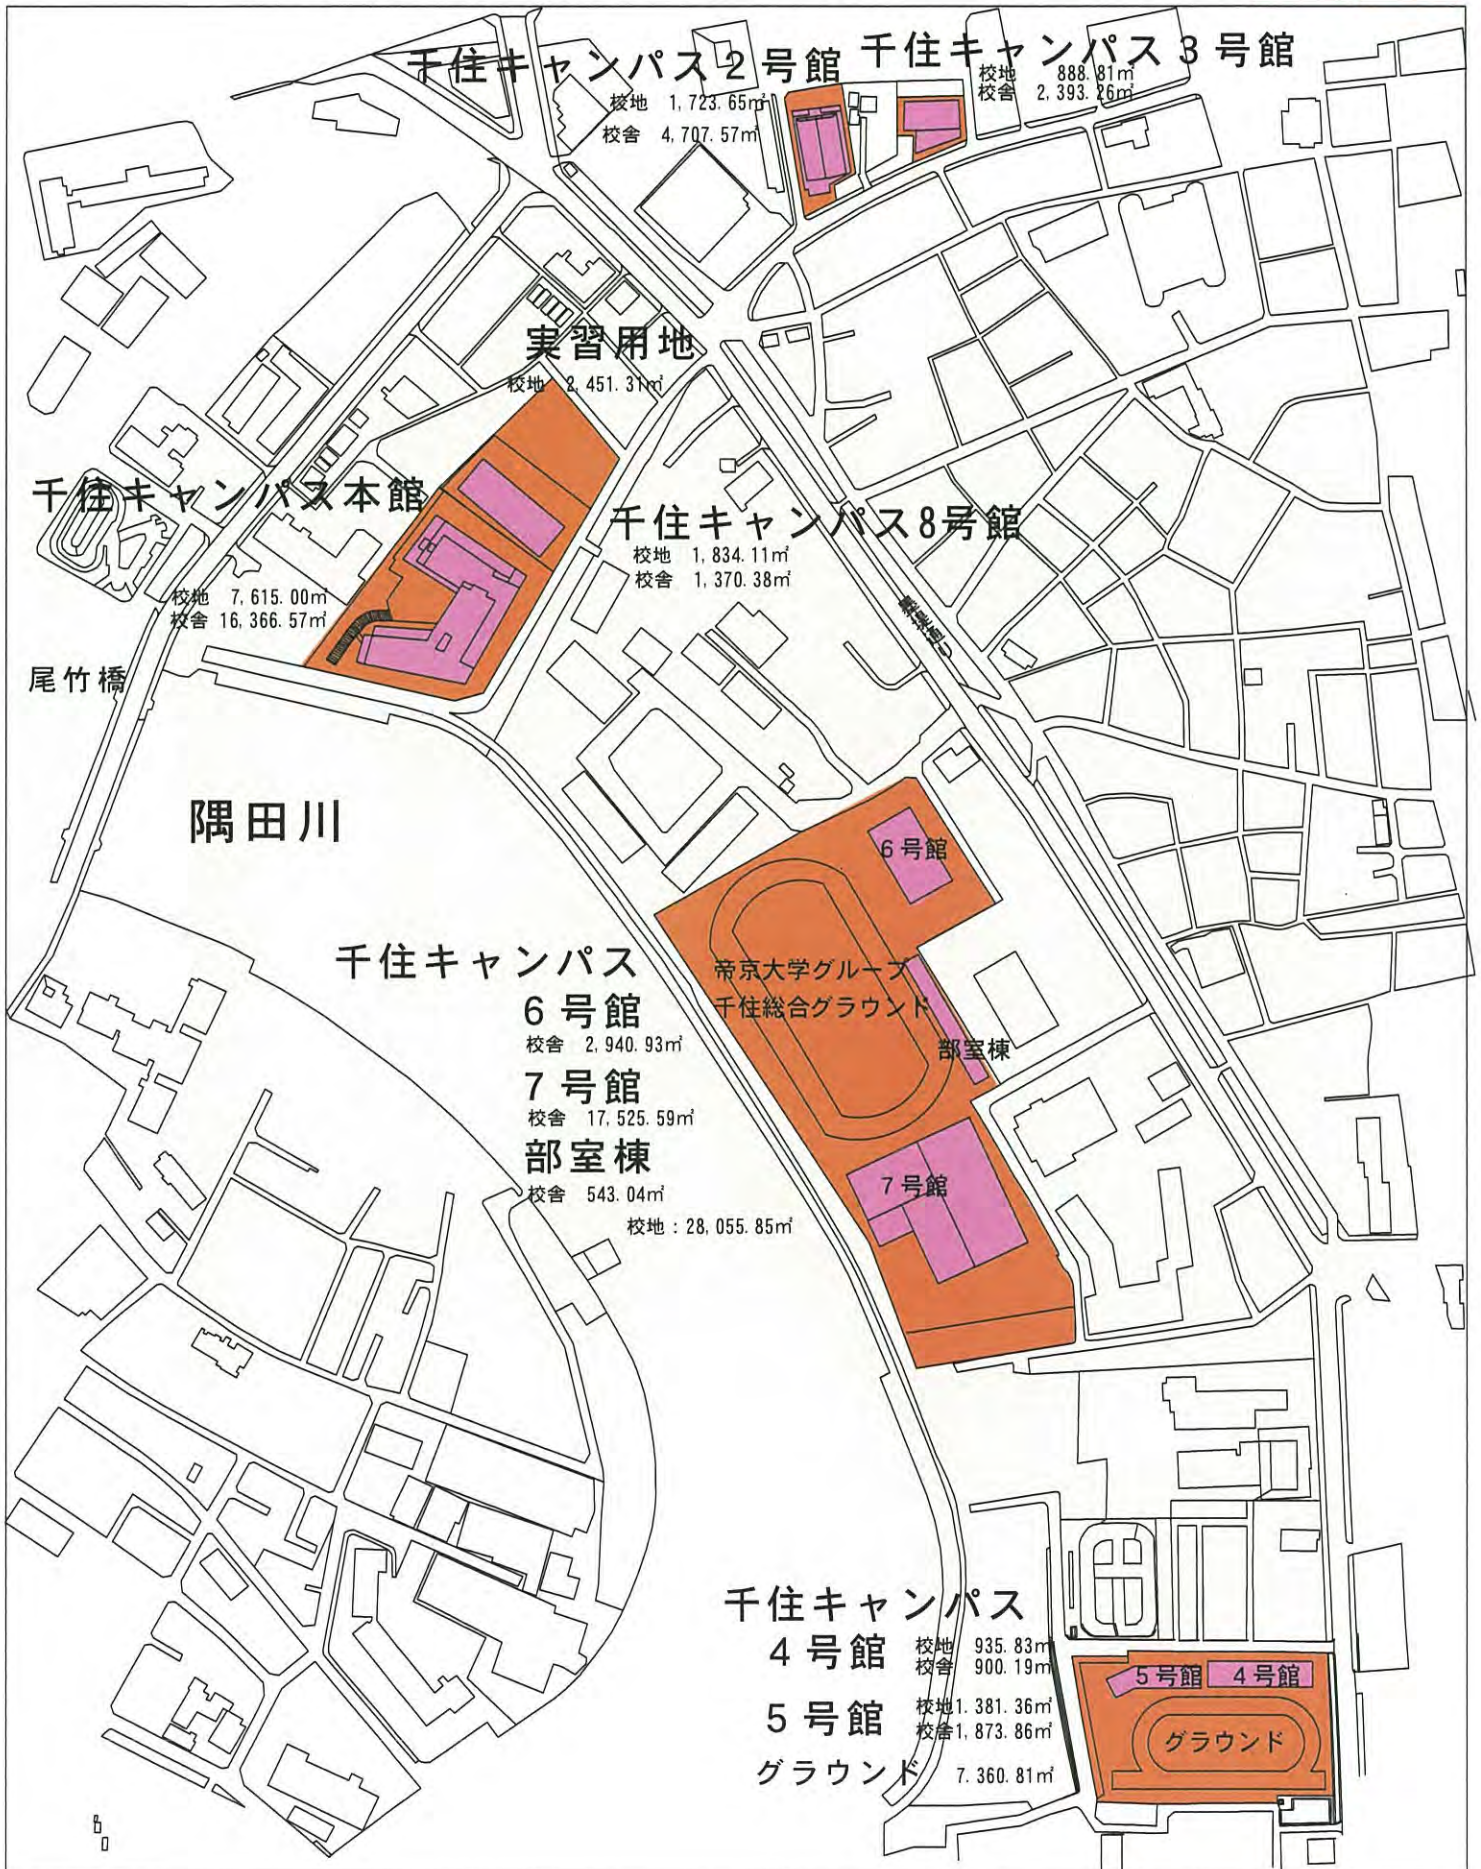 千住キャンパス２号館
校地 1,723.65㎡
校舎 4,707.57㎡
千住キャンパス３号館
校地 888.81㎡
校舎 2,393.26㎡
実習用地
校地 2,451.31㎡
千住キャンパス本館
校地 7,615.00㎡
校舎 16,366.57㎡
千住キャンパス8号館
校地 1,834.11㎡
校舎 1,370.38㎡
墨堤通り
尾竹橋
隅田川
６号館
帝京大学グループ
千住総合グラウンド
部室棟
７号館
千住キャンパス
６号館
校舎 2,940.93㎡
７号館
校舎 17,525.59㎡
部室棟
校舎 543.04㎡
校地：28,055.85㎡
千住キャンパス
４号館 校地 935.83㎡
校舎 900.19㎡
５号館 校地1.381.36㎡
校舎1,873.86㎡
グラウンド 7.360.81㎡
５号館 ４号館
グラウンド